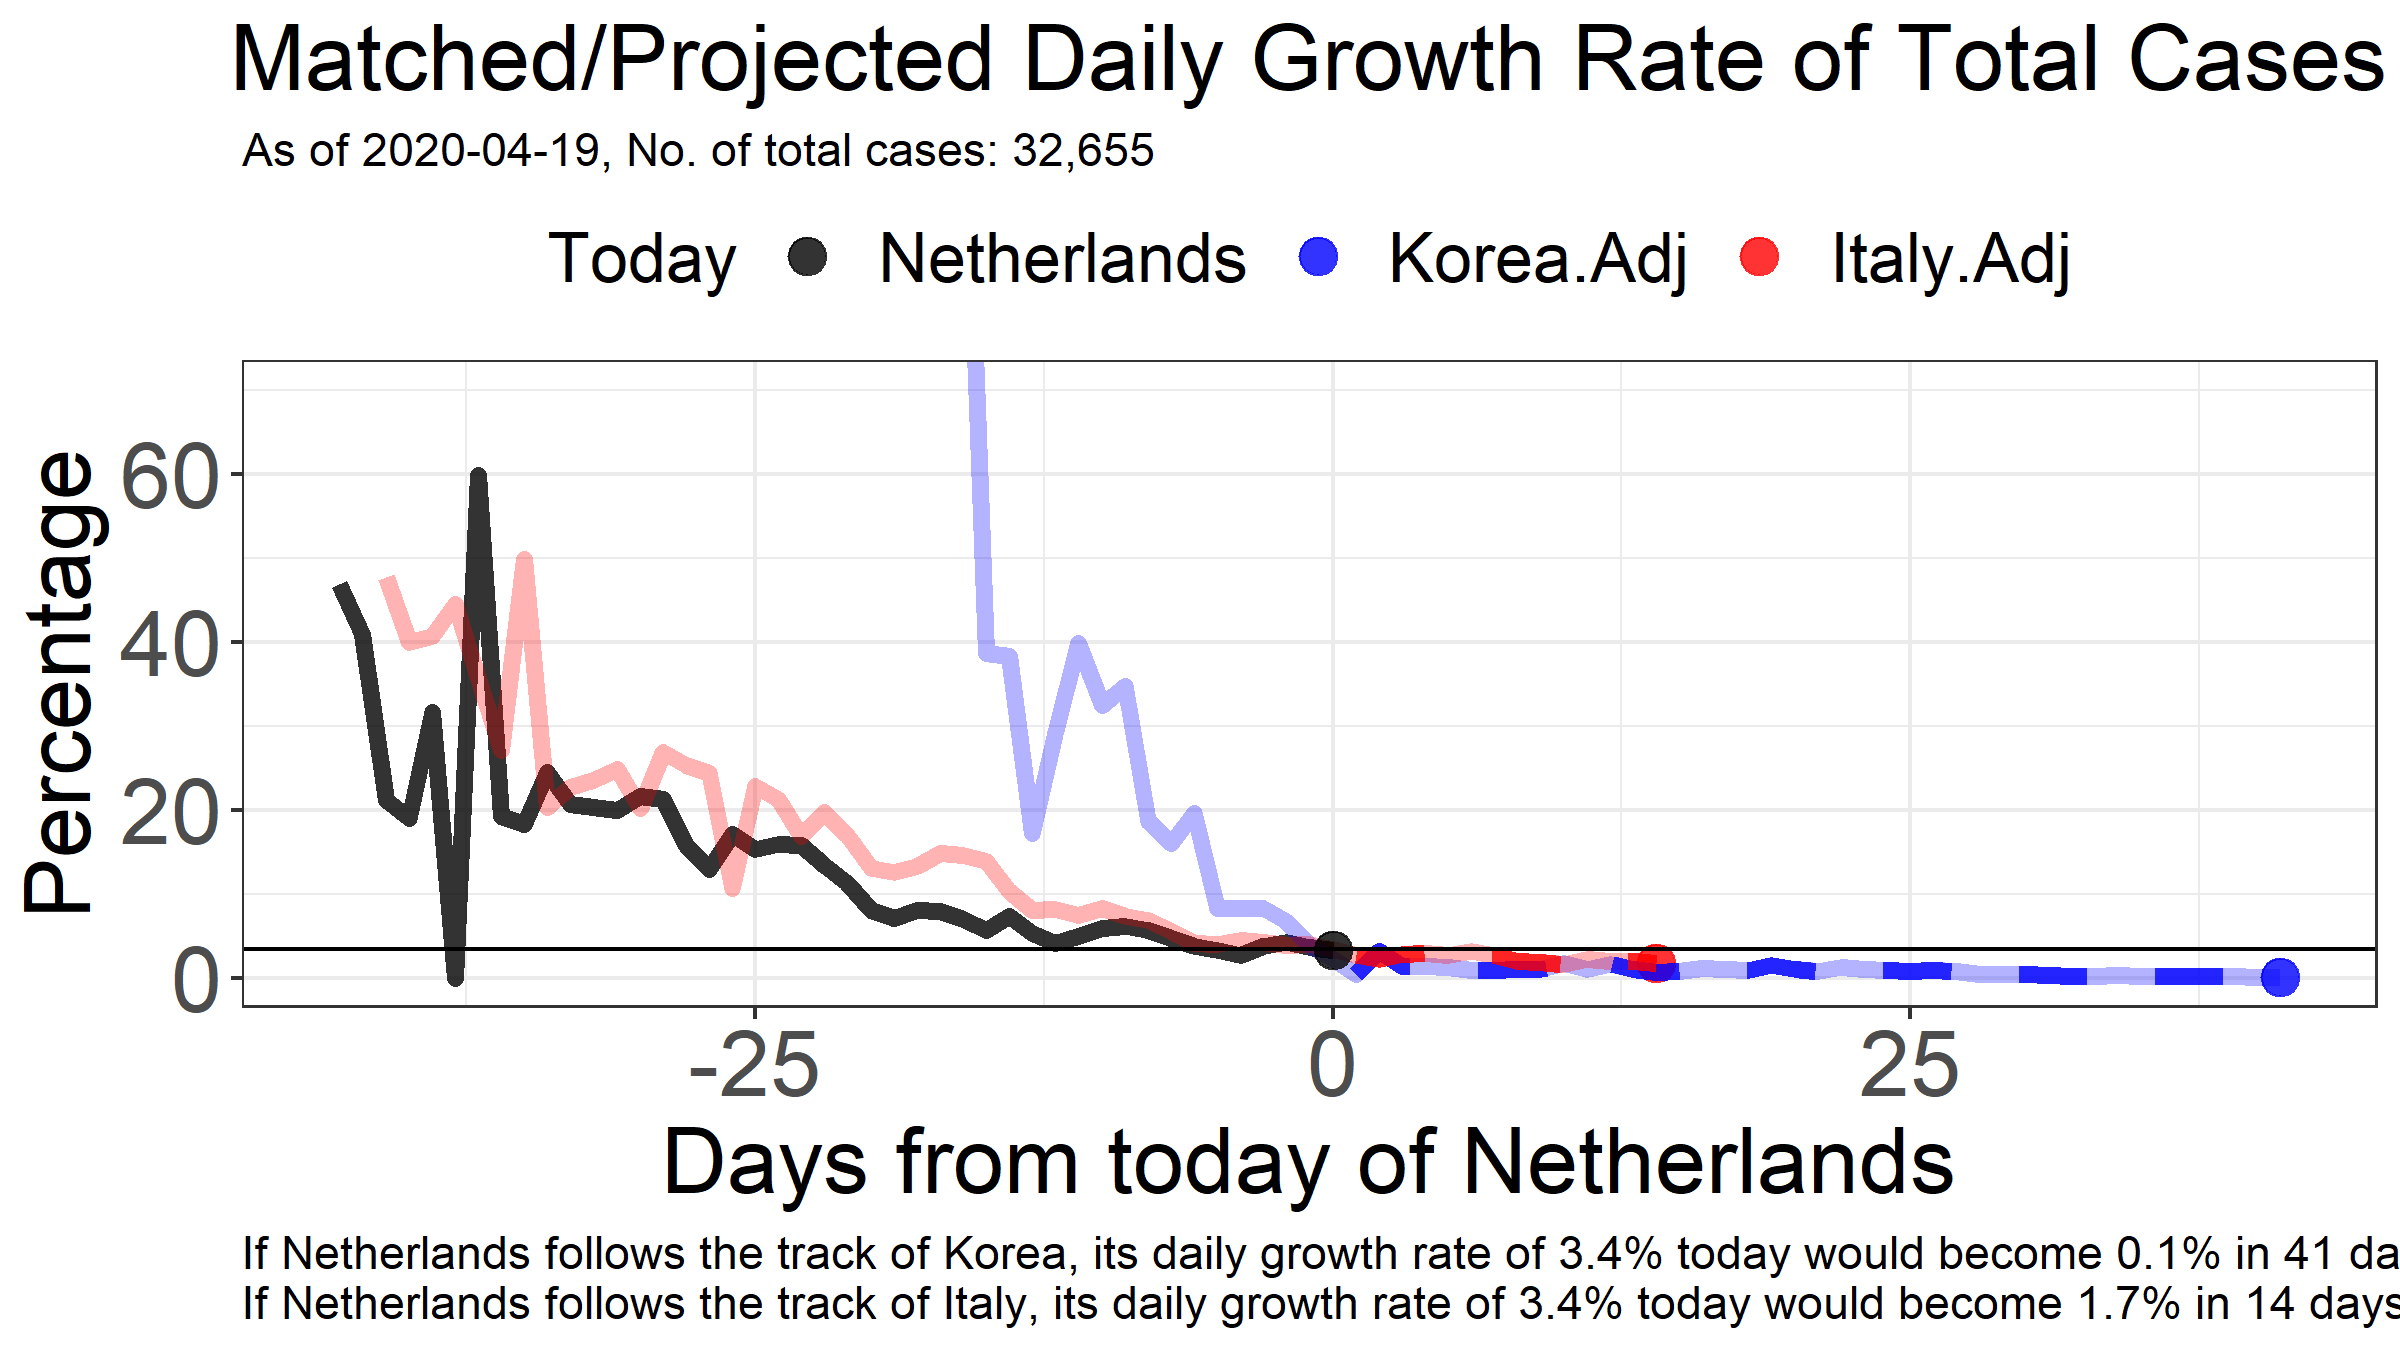 Matched/Projected Daily Growth Rate of Total Cases
As of 2020-04-19, No. of total cases: 32,655
Today Netherlands Korea.Adj Italy.Adj
Percentage
60
40
20
0
-25 0 25
Days from today of Netherlands
If Netherlands follows the track of Korea, its daily growth rate of 3.4% today would become 0.1% in 41 da
If Netherlands follows the track of Italy, its daily growth rate of 3.4% today would become 1.7% in 14 days